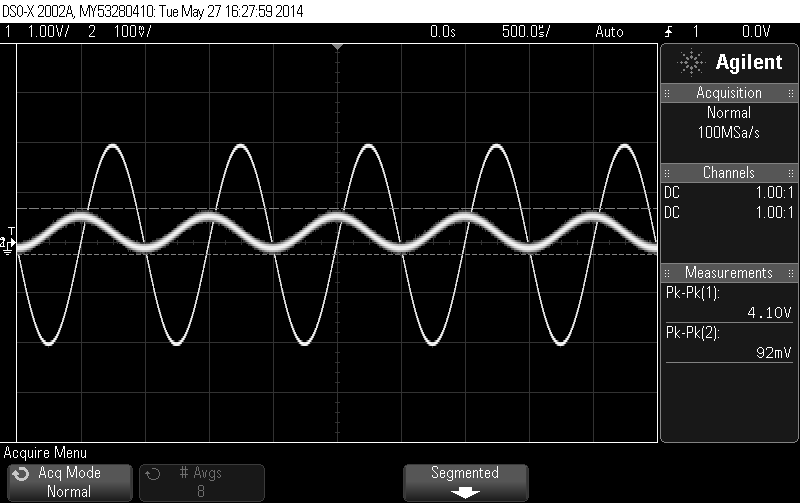 DSO-X 2002A, MY53280410: Tue May 27 16:27:59 2014
1 1.00V/ 2 100mV/ 0.0s 500.0µs/ Auto 1 0.0V
Agilent
Acquisition
Normal
100MSa/s
Channels
DC 1.00:1
DC 1.00:1
Measurements
Pk-Pk(1):
4.10V
Pk-Pk(2):
92mV
T
Acquire Menu
Acq Mode
Normal
# Avgs
8
Segmented